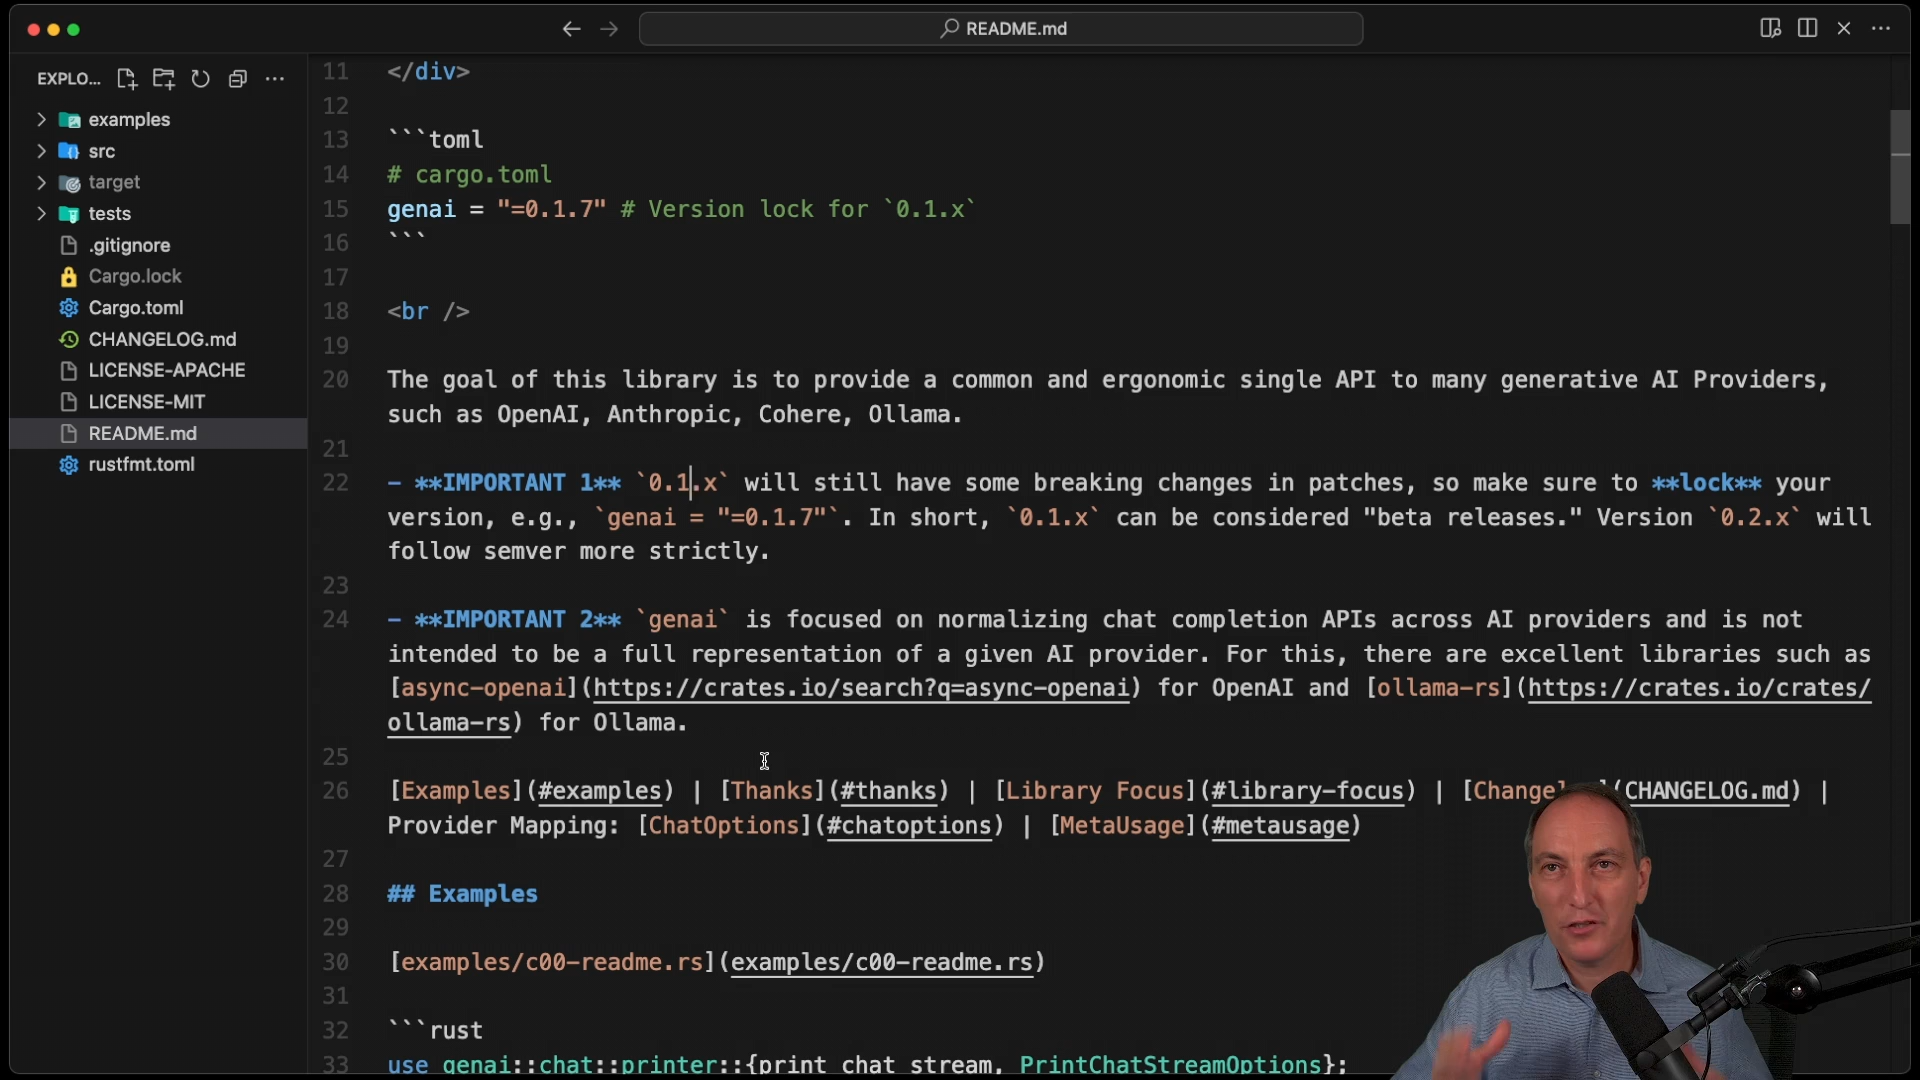 README.md
EXPLO...
examples
src
target
tests
.gitignore
Cargo.lock
Cargo.toml
CHANGELOG.md
LICENSE-APACHE
LICENSE-MIT
README.md
rustfmt.toml
11 </div>
12
13 ```toml
14 # cargo.toml
15 genai = "=0.1.7" # Version lock for `0.1.x`
16 ```
17
18 <br />
19
20 The goal of this library is to provide a common and ergonomic single API to many generative AI Providers,
such as OpenAI, Anthropic, Cohere, Ollama.
21
22 - **IMPORTANT 1** `0.1.x` will still have some breaking changes in patches, so make sure to **lock** your
version, e.g., `genai = "=0.1.7"`. In short, `0.1.x` can be considered "beta releases." Version `0.2.x` will
follow semver more strictly.
23
24 - **IMPORTANT 2** `genai` is focused on normalizing chat completion APIs across AI providers and is not
intended to be a full representation of a given AI provider. For this, there are excellent libraries such as
[async-openai](https://crates.io/search?q=async-openai) for OpenAI and [ollama-rs](https://crates.io/crates/
ollama-rs) for Ollama.
25
26 [Examples](#examples) | [Thanks](#thanks) | [Library Focus](#library-focus) | (CHANGELOG.md) |
Provider Mapping: [ChatOptions](#chatoptions) | [MetaUsage](#metausage)
27
28 ## Examples
29
30 [examples/c00-readme.rs](examples/c00-readme.rs)
31
32 ```rust
33 use genai::chat::printer::{print_chat_stream, PrintChatStreamOptions};